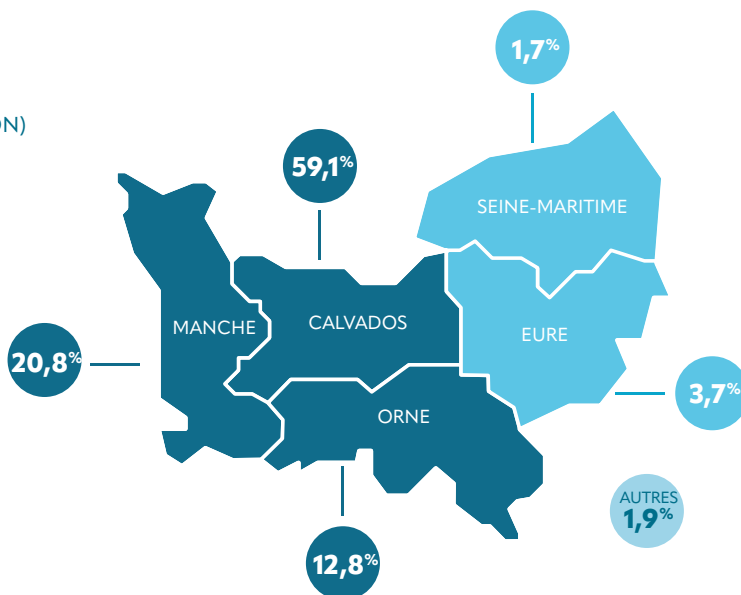 1,7%
ON)
59,1%
SEINE-MARITIME
MANCHE
CALVADOS
EURE
20,8%
3,7%
ORNE
AUTRES
1,9%
12,8%